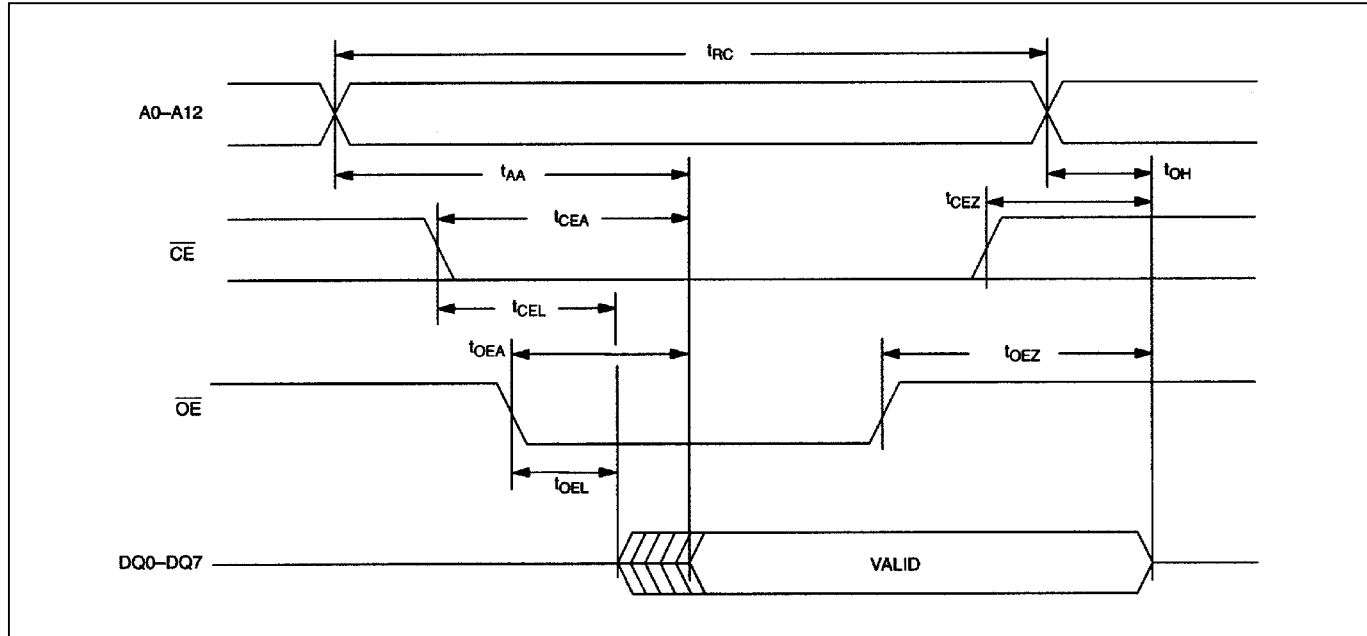 tRC
A0–A12
tAA
tOH
tCEZ
tCEA
CE
tCEL
tOEA
tOEZ
OE
tOEL
DQ0–DQ7
VALID